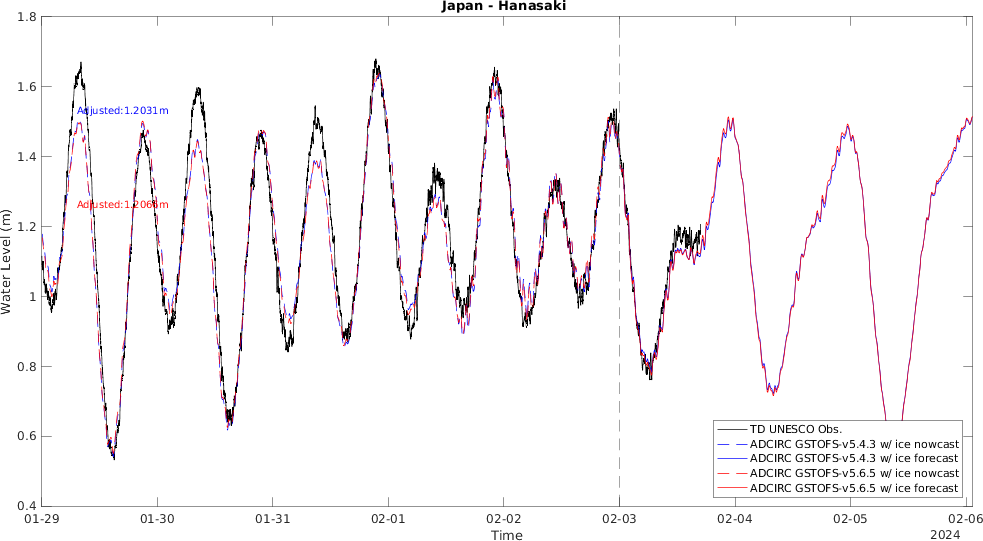 Japan - Hanasaki
Water Level (m)
1.8
1.6
1.4
1.2
1
0.8
0.6
0.4
Adjusted:1.2031m
TD UNESCO Obs.
ADCIRC GSTOFS-v5.4.3 w/ ice nowcast
ADCIRC GSTOFS-v5.4.3 w/ ice forecast
ADCIRC GSTOFS-v5.6.5 w/ ice nowcast
ADCIRC GSTOFS-v5.6.5 w/ ice forecast
01-29 01-30 01-31 02-01 02-02 02-03 02-04 02-05 02-06
Time
2024